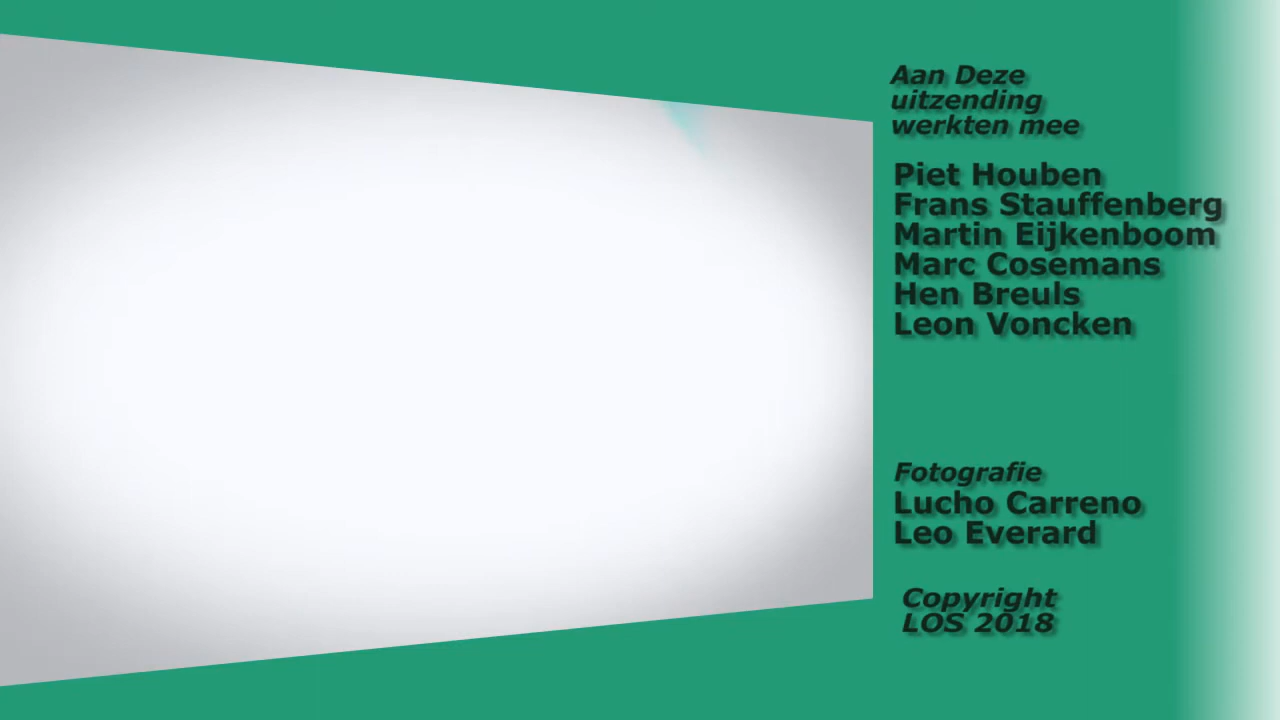 Aan Deze
uitzending
werkten mee
Piet Houben
Frans Stauffenberg
Martin Eijkenboom
Marc Cosemans
Hen Breuls
Leon Voncken
Fotografie
Lucho Carreno
Leo Everard
Copyright
LOS 2018